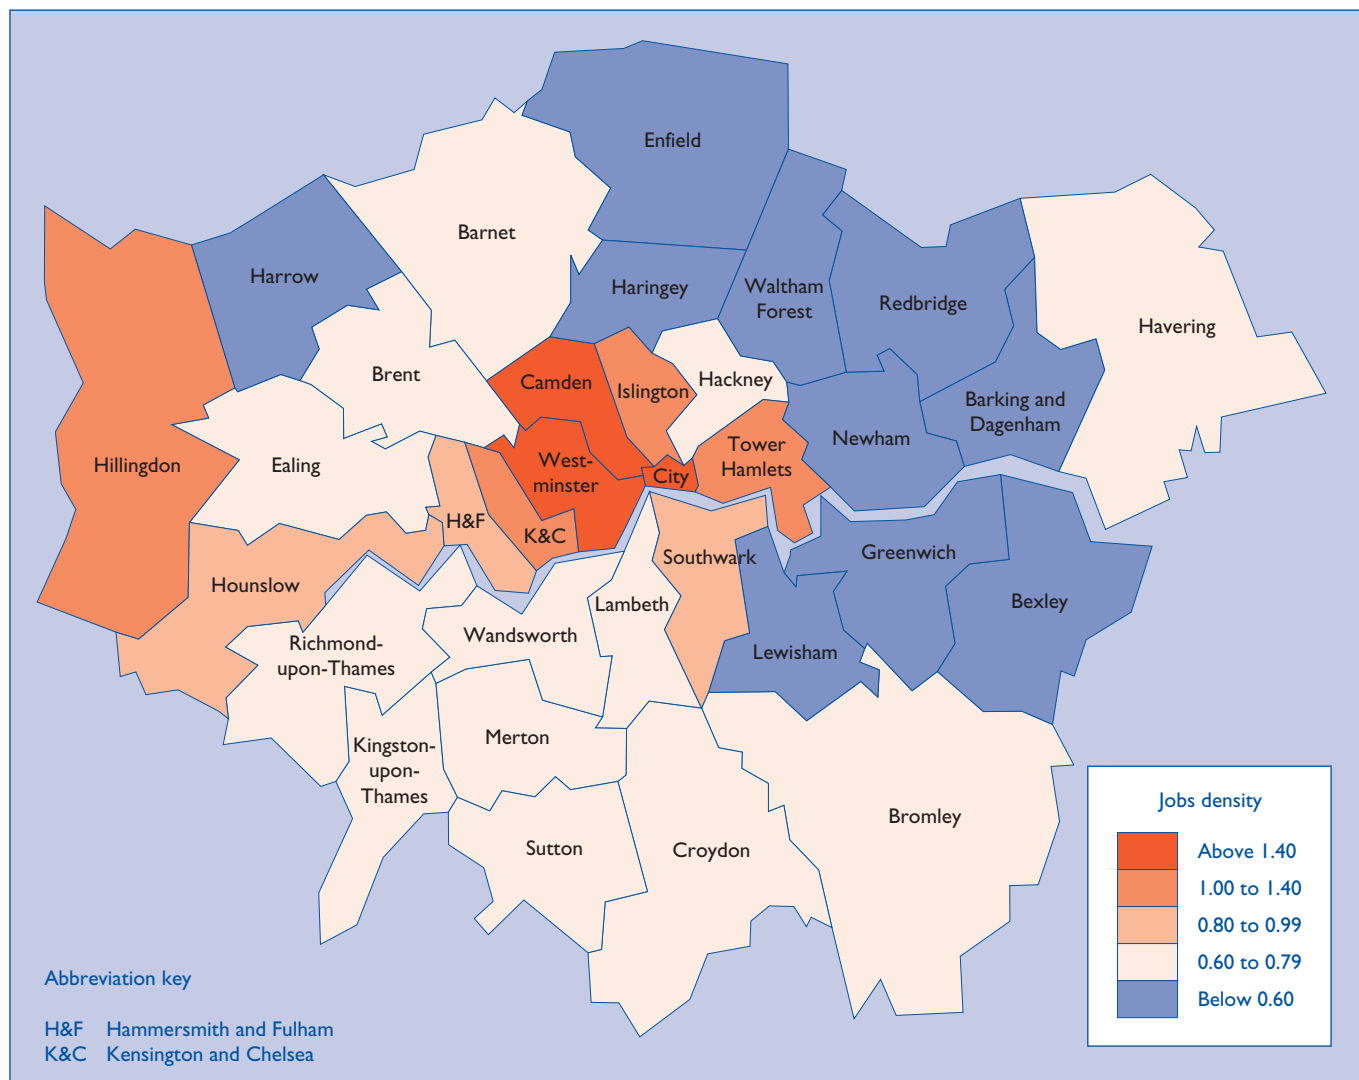 Enfield
Barnet
Harrow
Haringey
Waltham
Forest
Redbridge
Havering
Brent
Camden
Islington
Hackney
Barking and
Dagenham
Newham
Tower
Hamlets
Hillingdon
Ealing
West-
minster
City
H&F
K&C
Southwark
Greenwich
Hounslow
Lambeth
Bexley
Richmond-
upon-Thames
Wandsworth
Lewisham
Merton
Kingston-
upon-
Thames
Sutton
Croydon
Bromley
Jobs density
Above 1.40
1.00 to 1.40
0.80 to 0.99
0.60 to 0.79
Below 0.60
Abbreviation key
H&F Hammersmith and Fulham
K&C Kensington and Chelsea